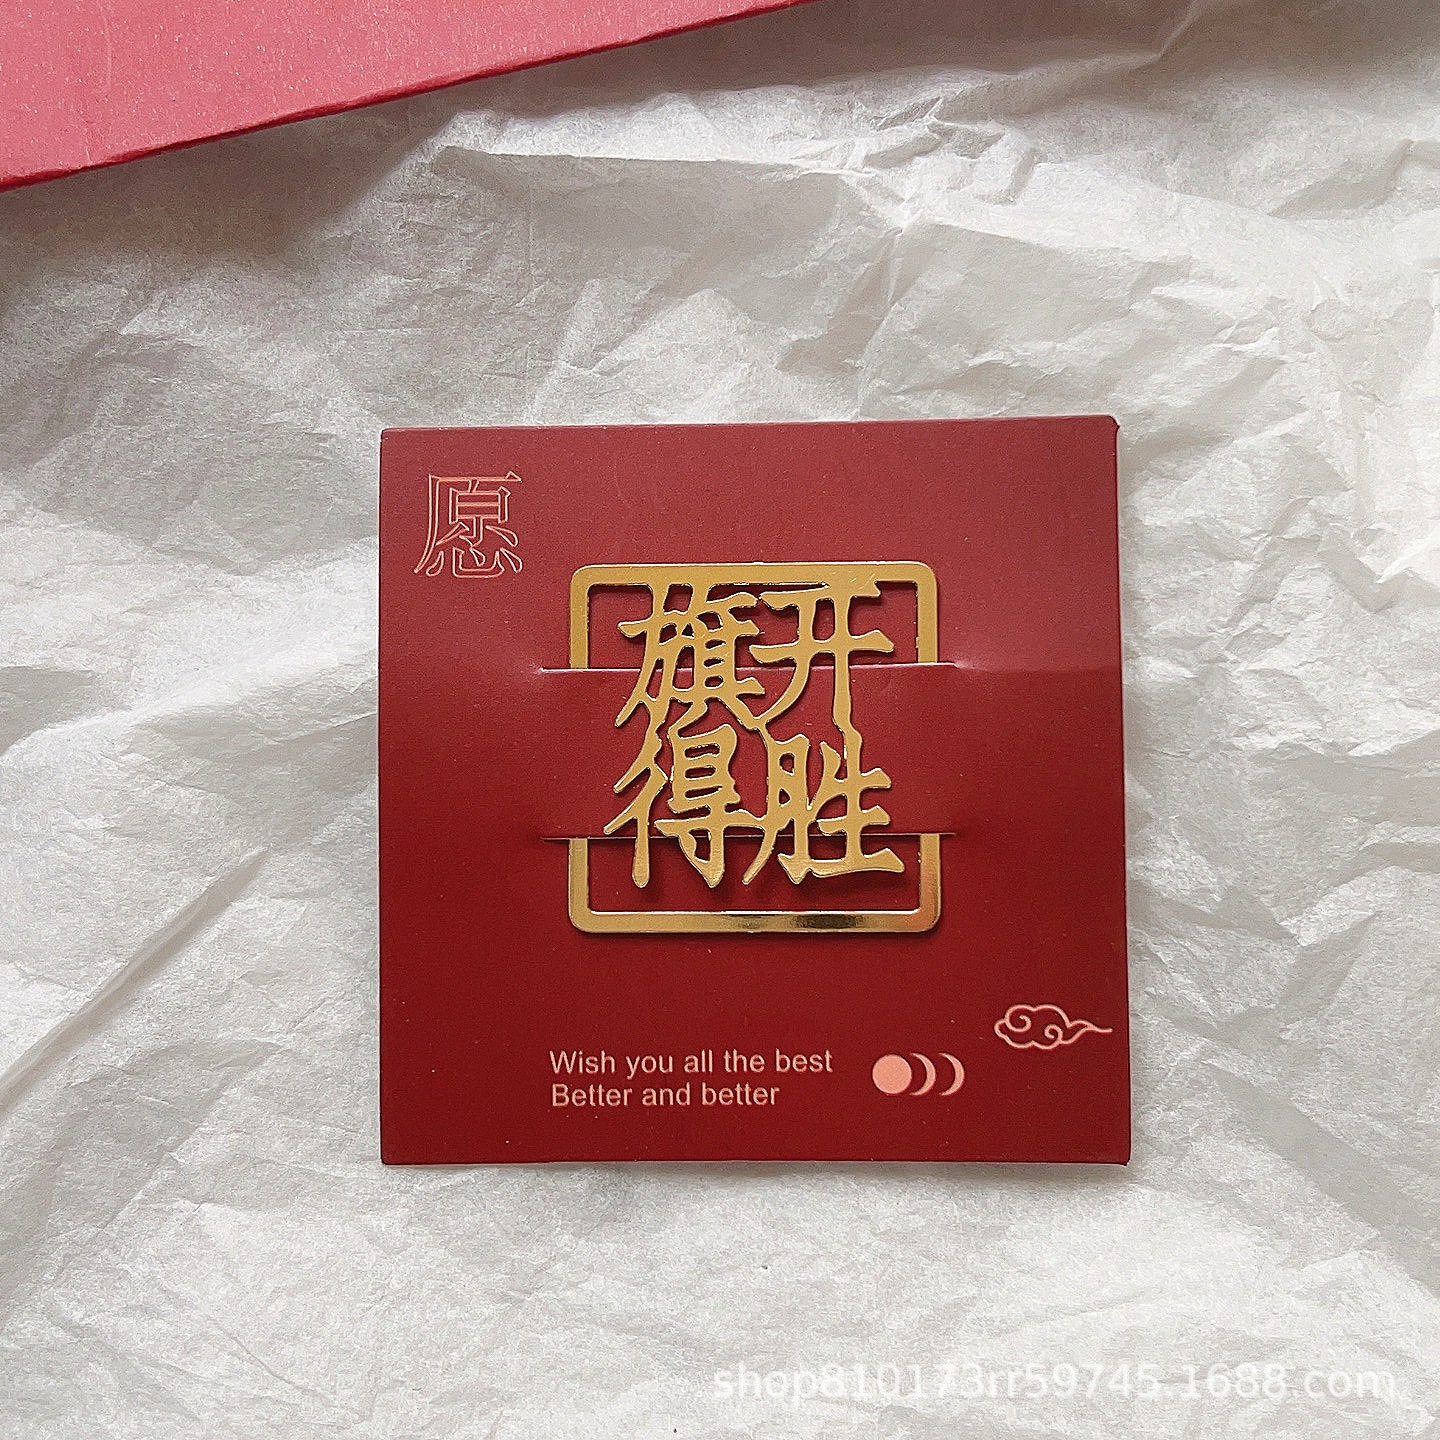 愿
旗开
得胜
Wish you all the best
Better and better
shop810173rr59745.1688.com